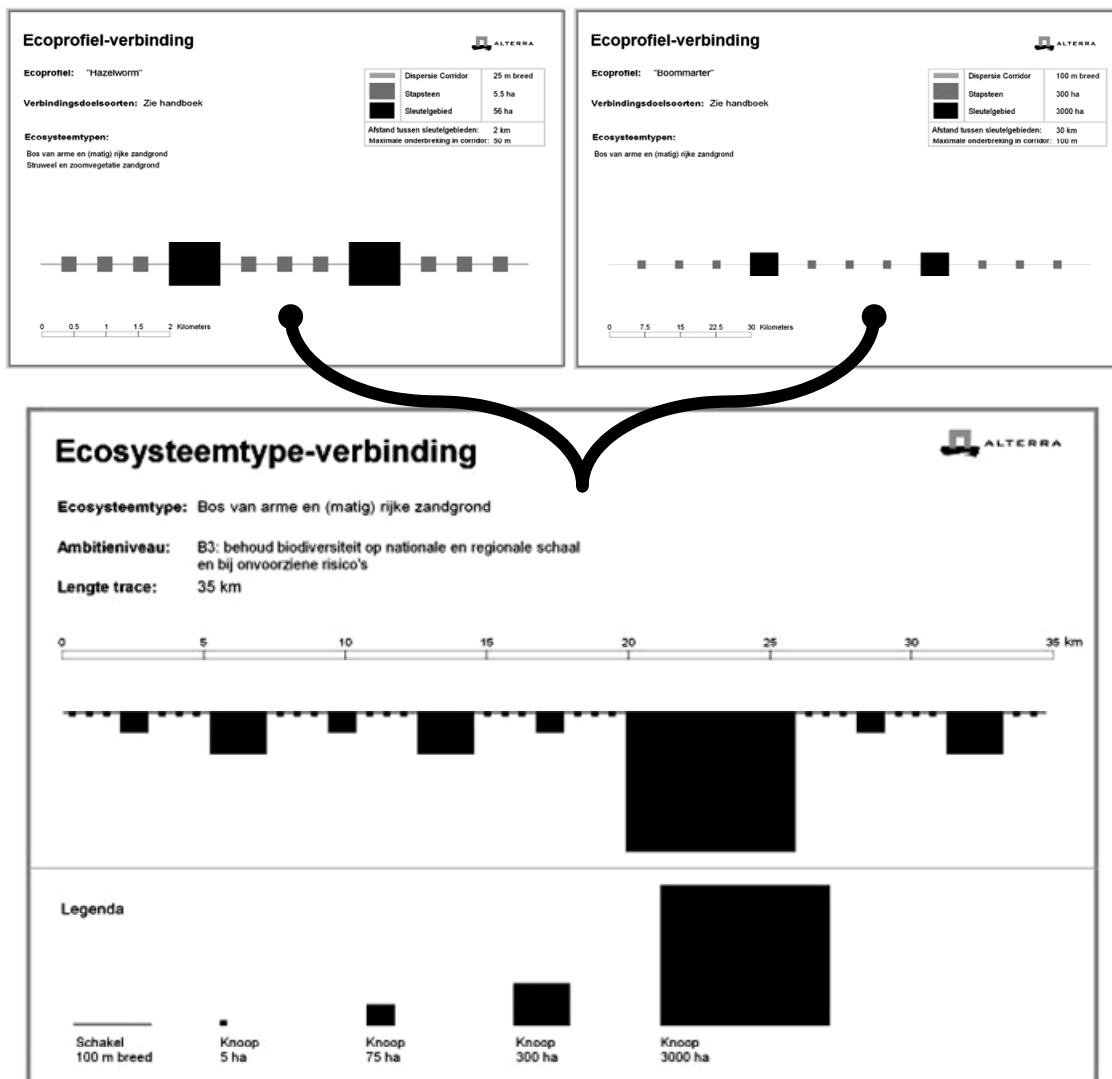 Ecoprofiel-verbinding
ALTERRA
Ecoprofiel: "Hazelworm"
Verbindingsdoelsoorten: Zie handboek
Ecosysteemtypen:
Bos van arme en (matig) rijke zandgrond
Struweel en zoomvegetatie zandgrond
Dispersie Corridor 25 m breed
Stapsteen 5.5 ha
Sleutelgebied 56 ha
Afstand tussen sleutelgebieden: 2 km
Maximale onderbreking in corridor: 50 m
0 0.5 1 1.5 2 Kilometers
Ecoprofiel-verbinding
ALTERRA
Ecoprofiel: "Boommarter"
Verbindingsdoelsoorten: Zie handboek
Ecosysteemtypen:
Bos van arme en (matig) rijke zandgrond
Dispersie Corridor 100 m breed
Stapsteen 300 ha
Sleutelgebied 3000 ha
Afstand tussen sleutelgebieden: 30 km
Maximale onderbreking in corridor: 100 m
0 7.5 15 22.5 30 Kilometers
Ecosysteemtype-verbinding
ALTERRA
Ecosysteemtype: Bos van arme en (matig) rijke zandgrond
Ambitieniveau: B3: behoud biodiversiteit op nationale en regionale schaal
en bij onvoorziene risico's
Lengte trace: 35 km
0 5 10 15 20 25 30 35 km
Legenda
Schakel
100 m breed
Knoop
5 ha
Knoop
75 ha
Knoop
300 ha
Knoop
3000 ha